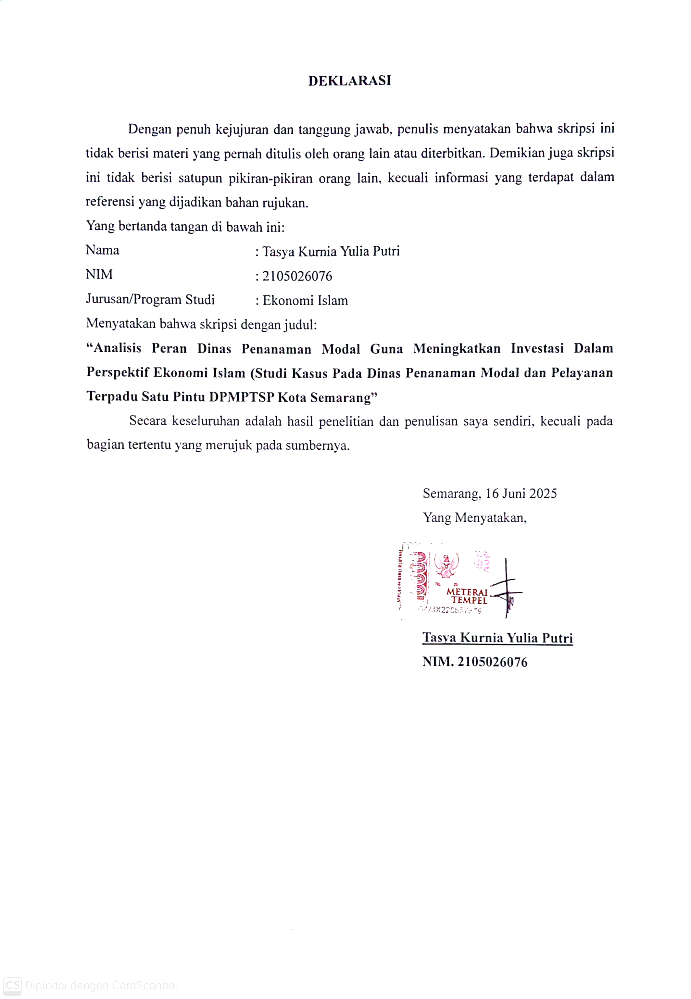 DEKLARASI
Dengan penuh kejujuran dan tanggung jawab, penulis menyatakan bahwa skripsi ini
tidak berisi materi yang pernah ditulis oleh orang lain atau diterbitkan. Demikian juga skripsi
ini tidak berisi satupun pikiran-pikiran orang lain, kecuali informasi yang terdapat dalam
referensi yang dijadikan bahan rujukan.
Yang bertanda tangan di bawah ini:
Nama : Tasya Kurnia Yulia Putri
NIM : 2105026076
Jurusan/Program Studi : Ekonomi Islam
Menyatakan bahwa skripsi dengan judul:
“Analisis Peran Dinas Penanaman Modal Guna Meningkatkan Investasi Dalam
Perspektif Ekonomi Islam (Studi Kasus Pada Dinas Penanaman Modal dan Pelayanan
Terpadu Satu Pintu DPMPTSP Kota Semarang”
Secara keseluruhan adalah hasil penelitian dan penulisan saya sendiri, kecuali pada
bagian tertentu yang merujuk pada sumbernya.
Semarang, 16 Juni 2025
Yang Menyatakan,
METERAI
TEMPEL
Tasya Kurnia Yulia Putri
NIM. 2105026076
CS Dipindai dengan CamScanner